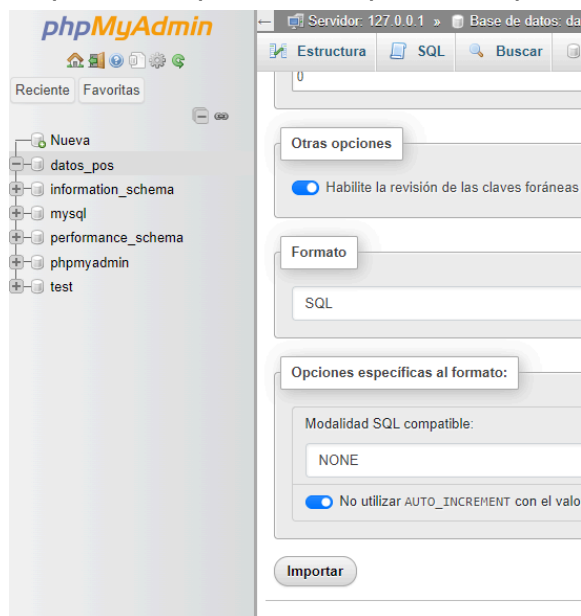 phpMyAdmin
Reciente Favoritas
Nueva
datos_pos
information_schema
mysql
performance_schema
phpmyadmin
test
Servidor: 127.0.0.1 » Base de datos: da
Estructura SQL Buscar
0
Otras opciones
Habilite la revisión de las claves foráneas
Formato
SQL
Opciones específicas al formato:
Modalidad SQL compatible:
NONE
No utilizar AUTO_INCREMENT con el valo
Importar